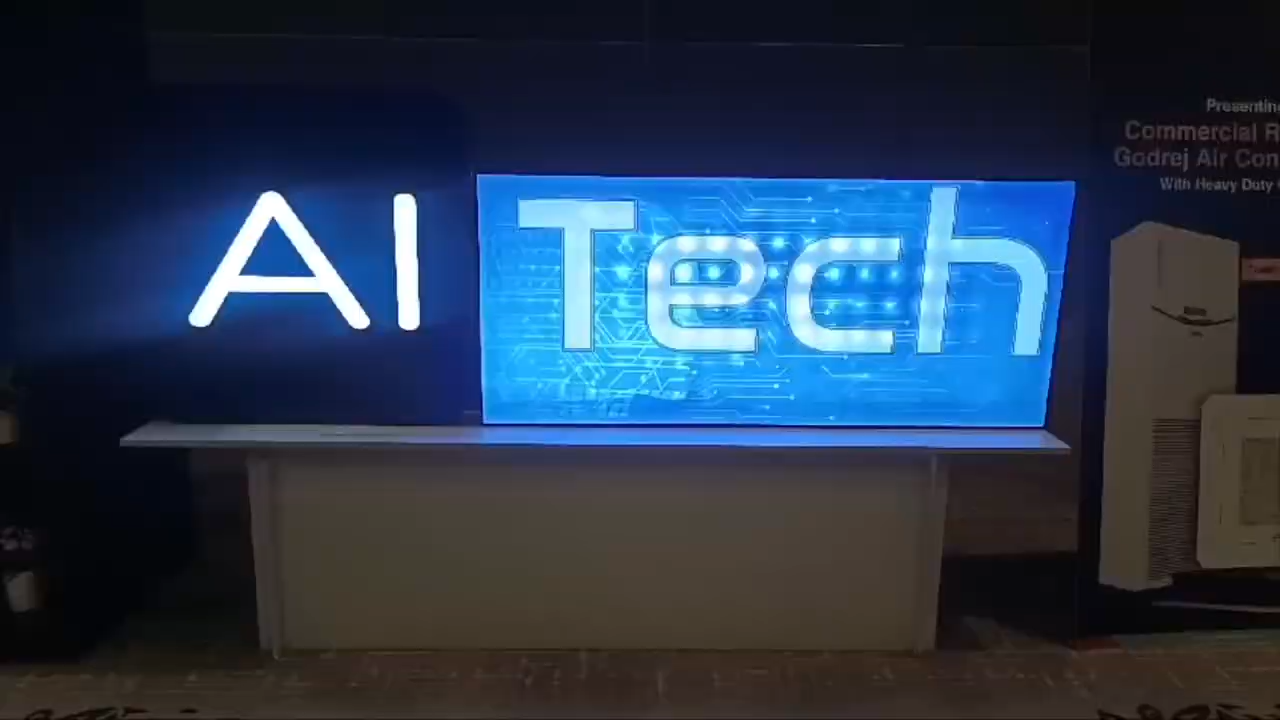 AI Tech
Presenting
Commercial R
Godrej Air Con
With Heavy Duty